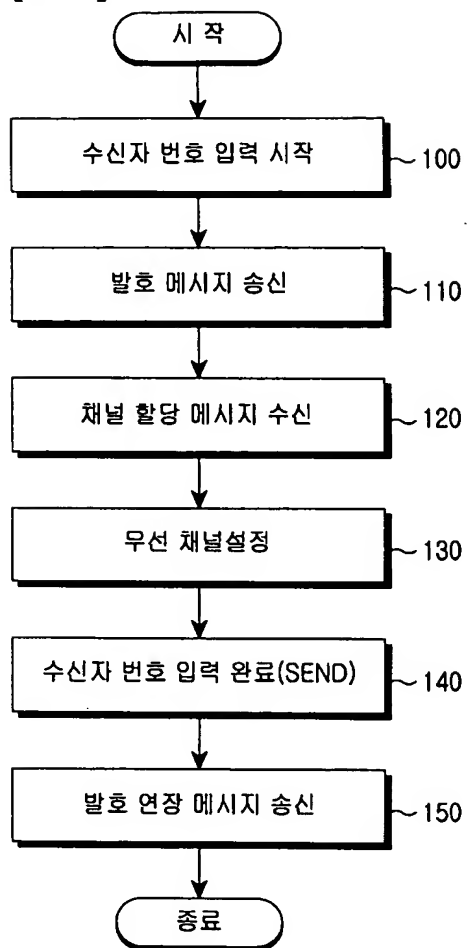 시 작
수신자 번호 입력 시작
100
발호 메시지 송신
110
채널 할당 메시지 수신
120
무선 채널설정
130
수신자 번호 입력 완료(SEND)
140
발호 연장 메시지 송신
150
종료